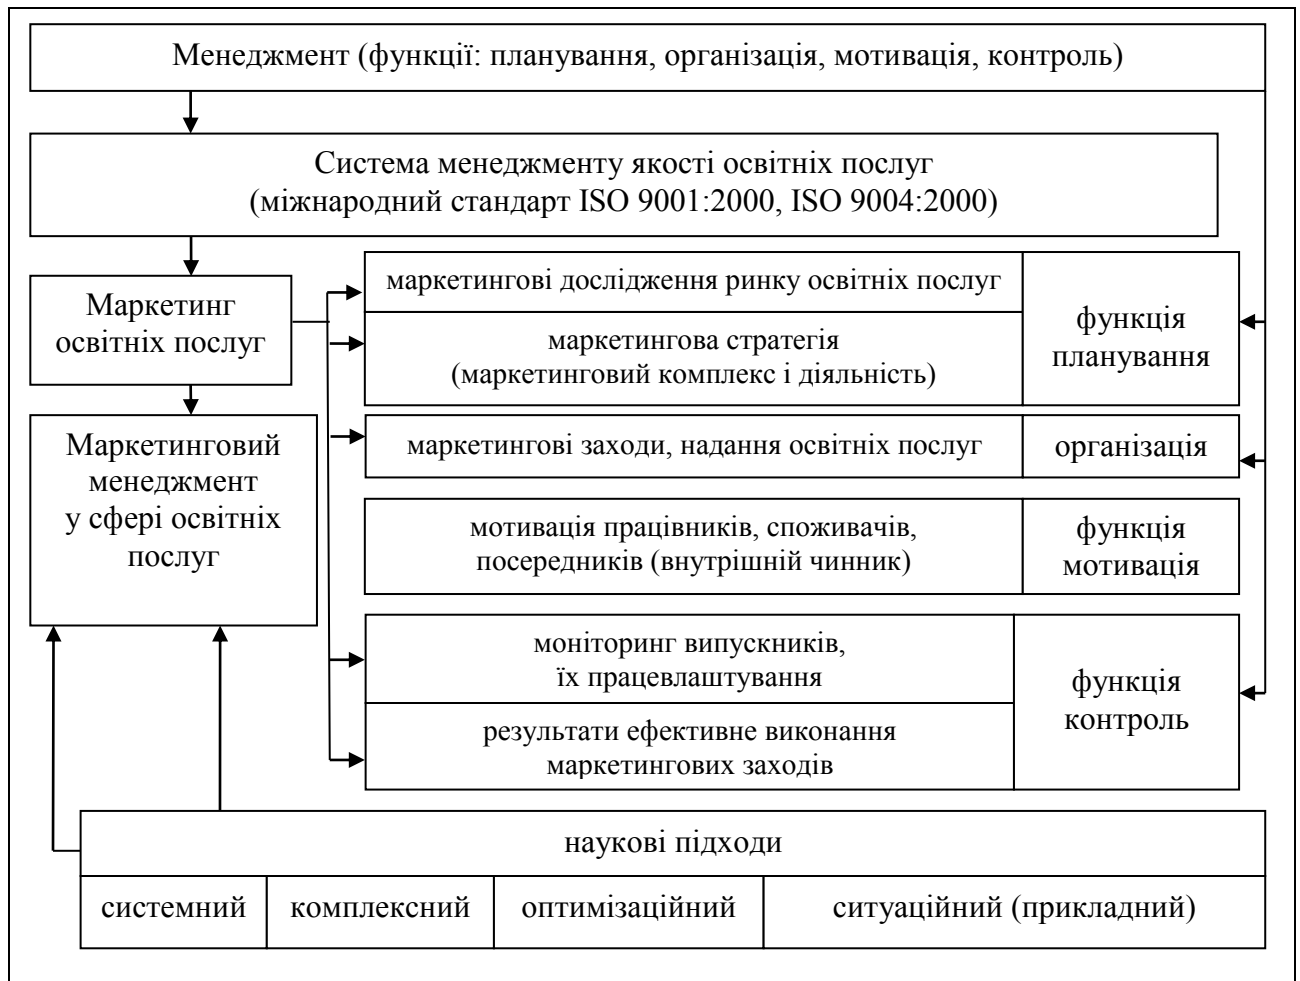 Менеджмент (функції: планування, організація, мотивація, контроль)
Система менеджменту якості освітніх послуг
(міжнародний стандарт ISO 9001:2000, ISO 9004:2000)
Маркетинг
освітніх послуг
маркетингові дослідження ринку освітніх послуг
маркетингова стратегія
(маркетинговий комплекс і діяльність)
функція
планування
Маркетинговий
менеджмент
у сфері освітніх
послуг
маркетингові заходи, надання освітніх послуг
організація
мотивація працівників, споживачів,
посередників (внутрішній чинник)
функція
мотивація
моніторинг випускників,
їх працевлаштування
результати ефективне виконання
маркетингових заходів
функція
контроль
наукові підходи
системний
комплексний
оптимізаційний
ситуаційний (прикладний)